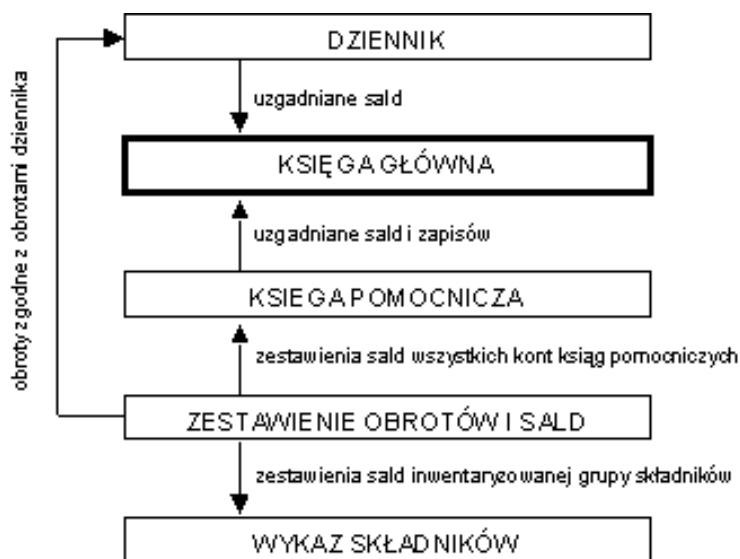 DZIENNIK
uzgadniane sald
KSIĘGA GŁÓWNA
uzgadniane sald i zapisów
KSIEGA POMOCNICZA
zestawienia sald wszystkich kont ksiąg pomocniczych
ZESTAWIENIE OBROTÓW I SALD
zestawienia sald inwentaryzowanej grupy składników
WYKAZ SKŁADNIKÓW
obroty zgodne z obrotami dziennika